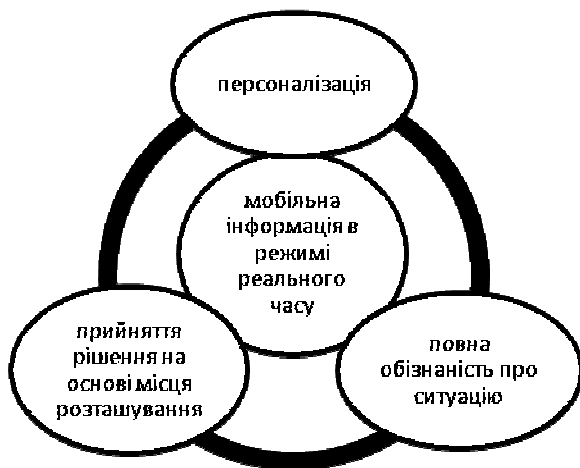 персоналізація
мобільна
інформація в
режимі
реального
часу
прийняття
рішення на
основі місця
розташування
повна
обізнаність про
ситуацію